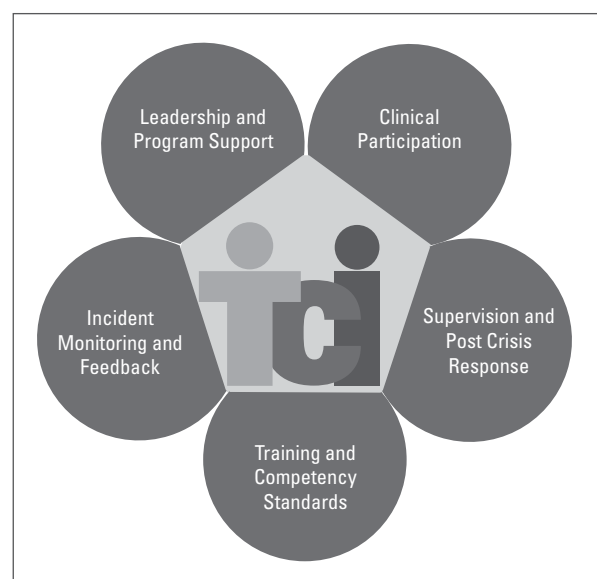 Leadership and
Program Support
Clinical
Participation
Incident
Monitoring and
Feedback
TCI
Supervision and
Post Crisis
Response
Training and
Competency
Standards